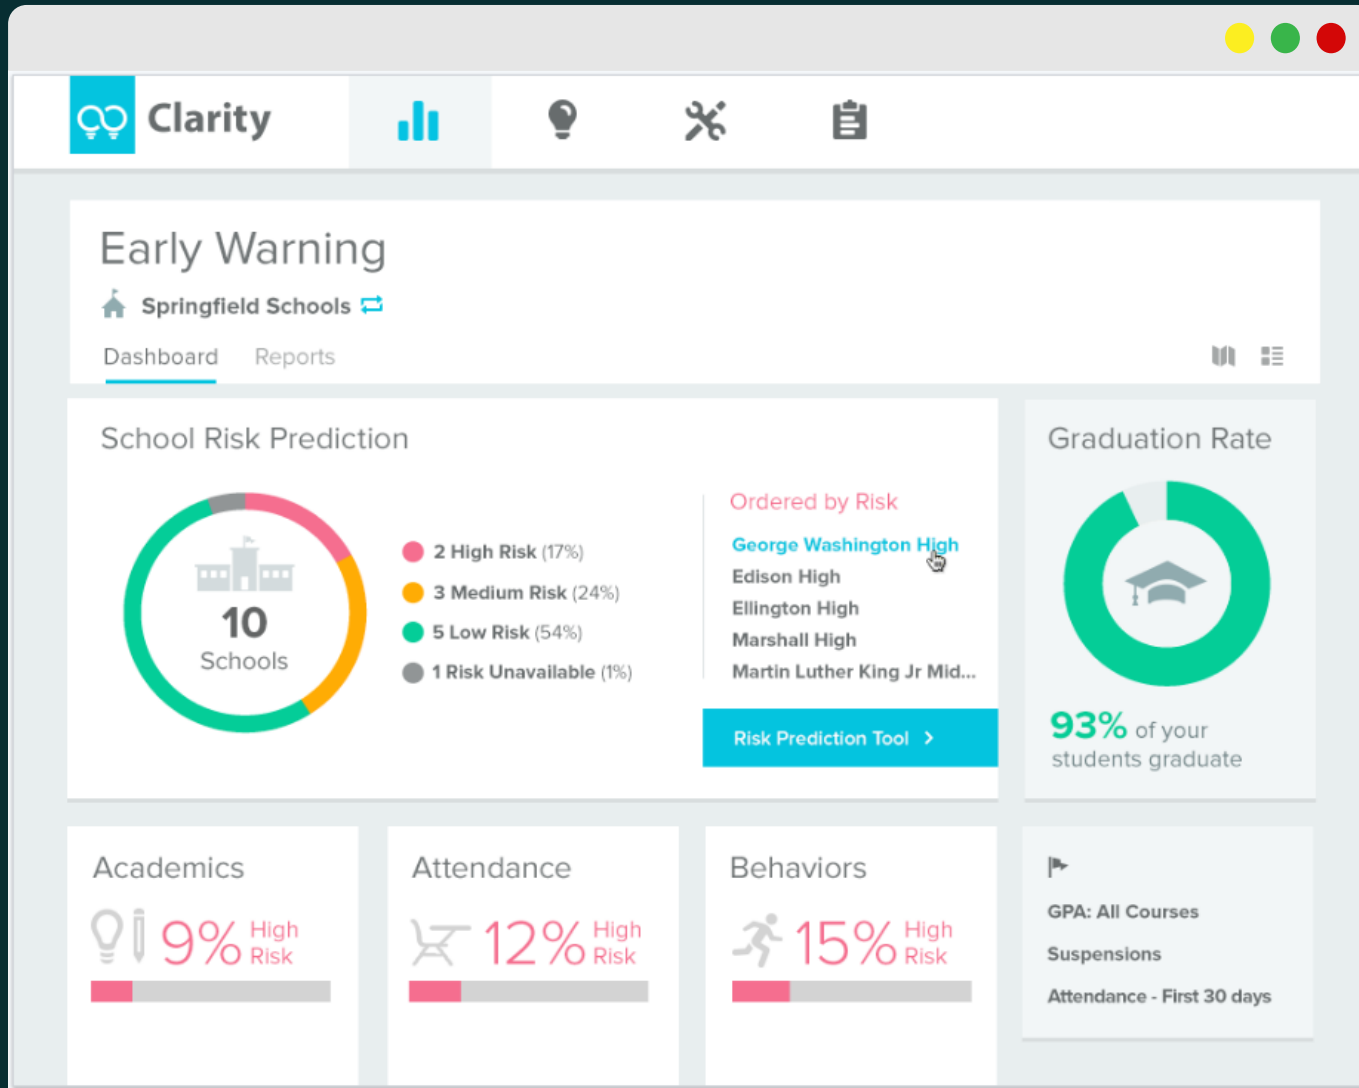 Clarity
Early Warning
Springfield Schools
Dashboard Reports
School Risk Prediction
10
Schools
2 High Risk (17%)
3 Medium Risk (24%)
5 Low Risk (54%)
1 Risk Unavailable (1%)
Ordered by Risk
George Washington High
Edison High
Ellington High
Marshall High
Martin Luther King Jr Mid...
Risk Prediction Tool
Graduation Rate
93% of your
students graduate
Academics
9% High
Risk
Attendance
12% High
Risk
Behaviors
15% High
Risk
GPA: All Courses
Suspensions
Attendance - First 30 days